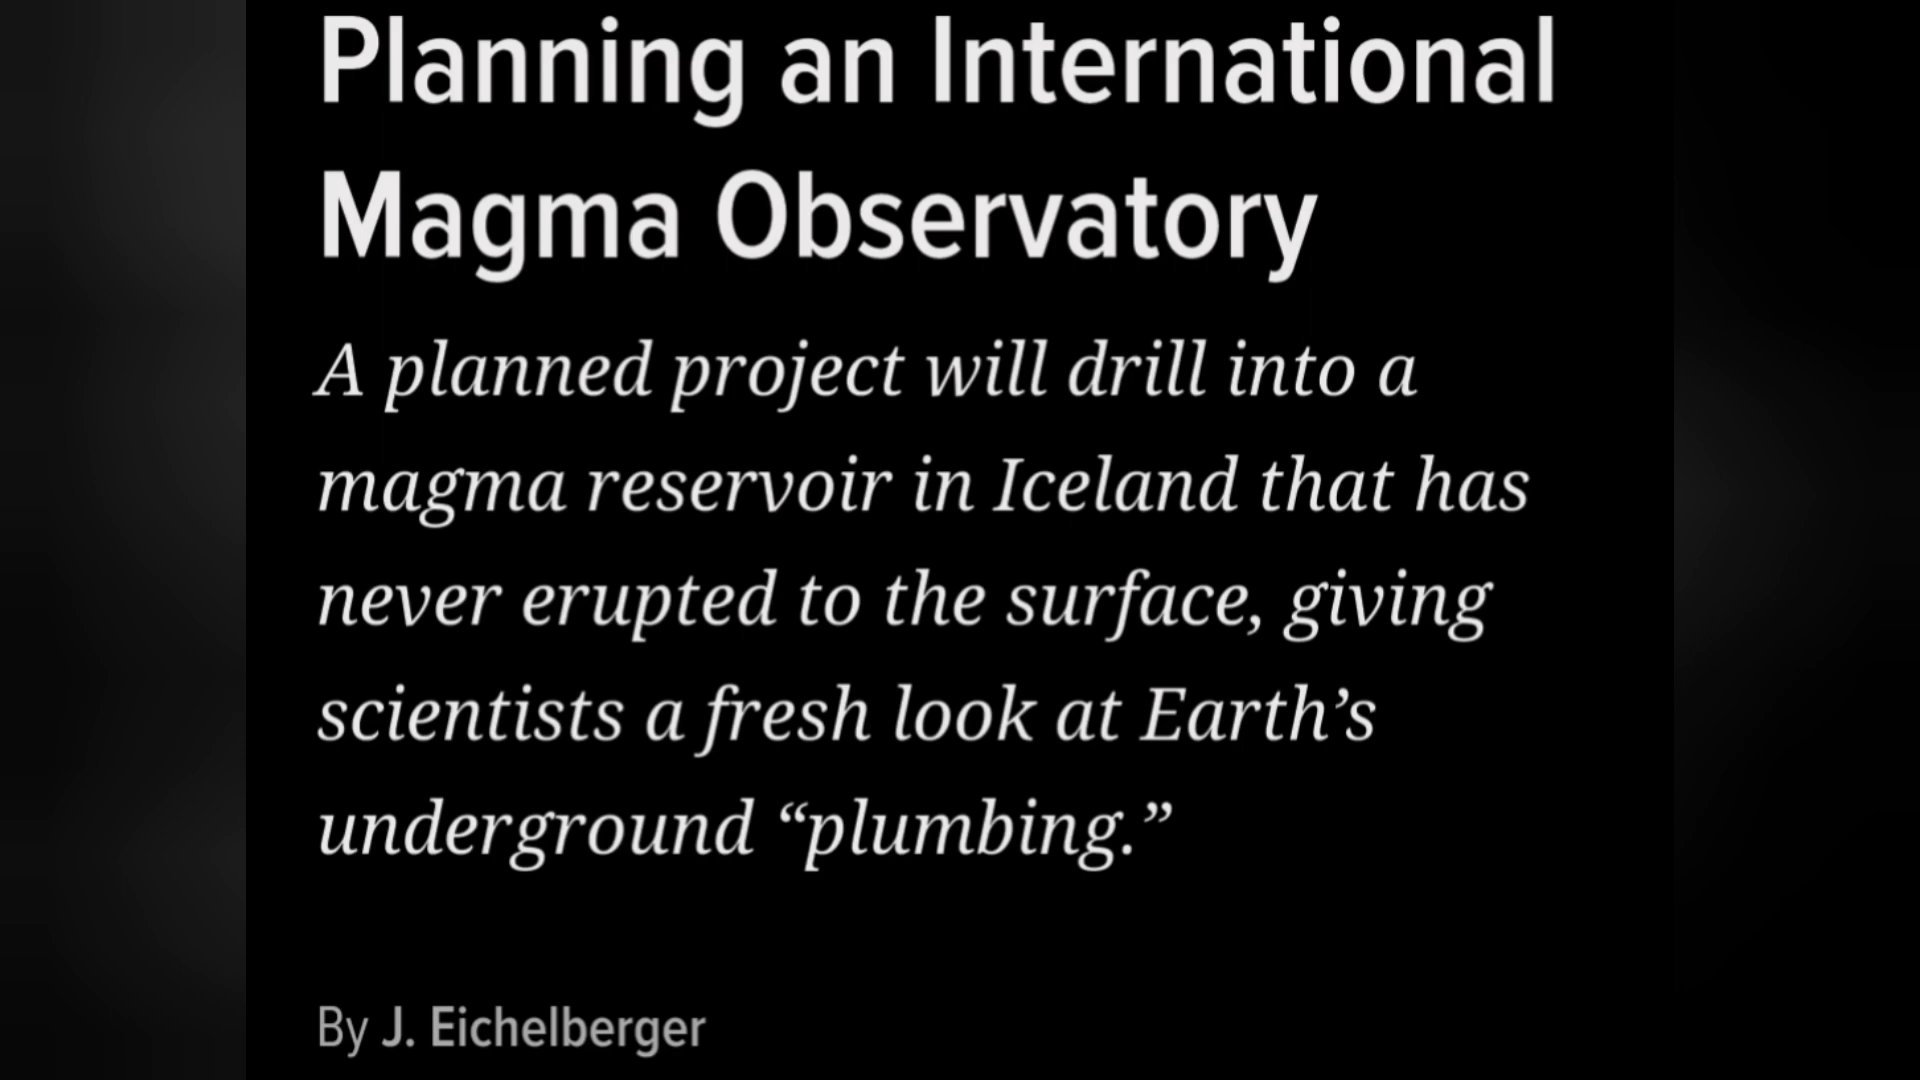 Planning an International
Magma Observatory
A planned project will drill into a
magma reservoir in Iceland that has
never erupted to the surface, giving
scientists a fresh look at Earth’s
underground “plumbing.”
By J. Eichelberger